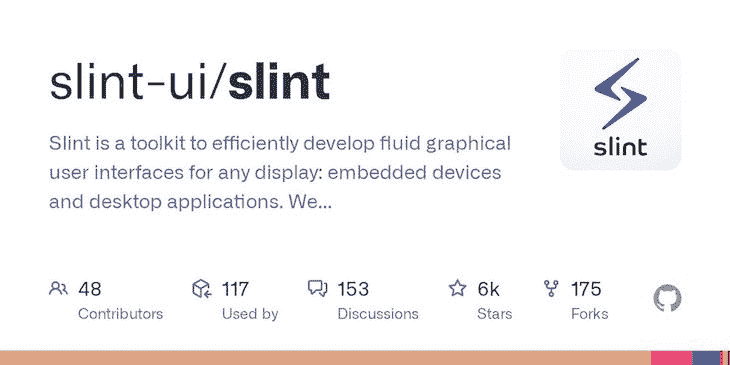 slint-ui/slint
slint
Slint is a toolkit to efficiently develop fluid graphical
user interfaces for any display: embedded devices
and desktop applications. We...
48
Contributors
117
Used by
153
Discussions
6k
Stars
175
Forks